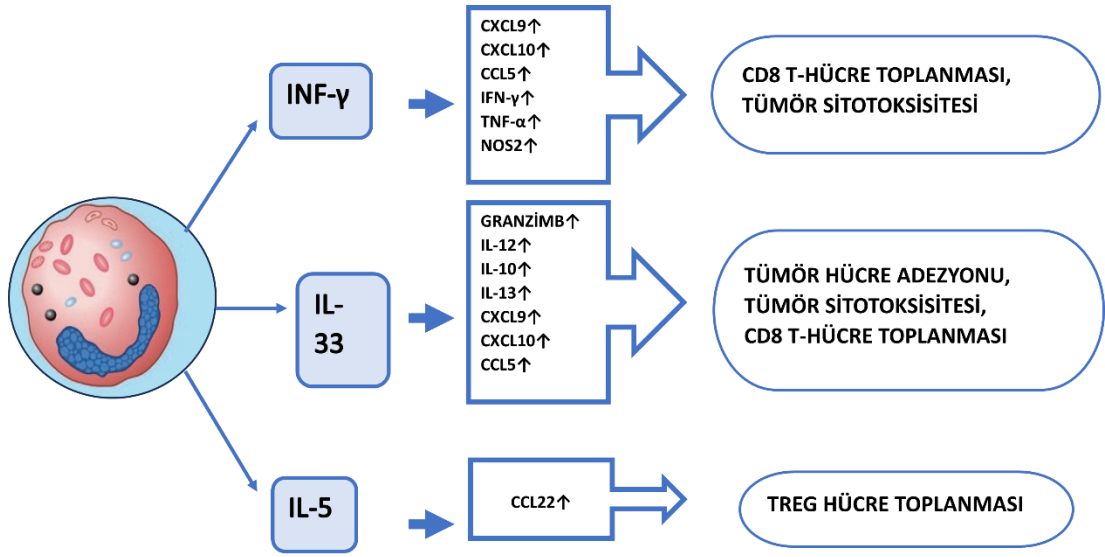 INF-γ
CXCL9↑
CXCL10↑
CCL5↑
IFN-γ↑
TNF-α↑
NOS2↑
CD8 T-HÜCRE TOPLANMASI,
TÜMÖR SİTOTOKSİSİTESİ
IL-
33
GRANZİMB↑
IL-12↑
IL-10↑
IL-13↑
CXCL9↑
CXCL10↑
CCL5↑
TÜMÖR HÜCRE ADEZYONU,
TÜMÖR SİTOTOKSİSİTESİ,
CD8 T-HÜCRE TOPLANMASI
IL-5
CCL22↑
TREG HÜCRE TOPLANMASI